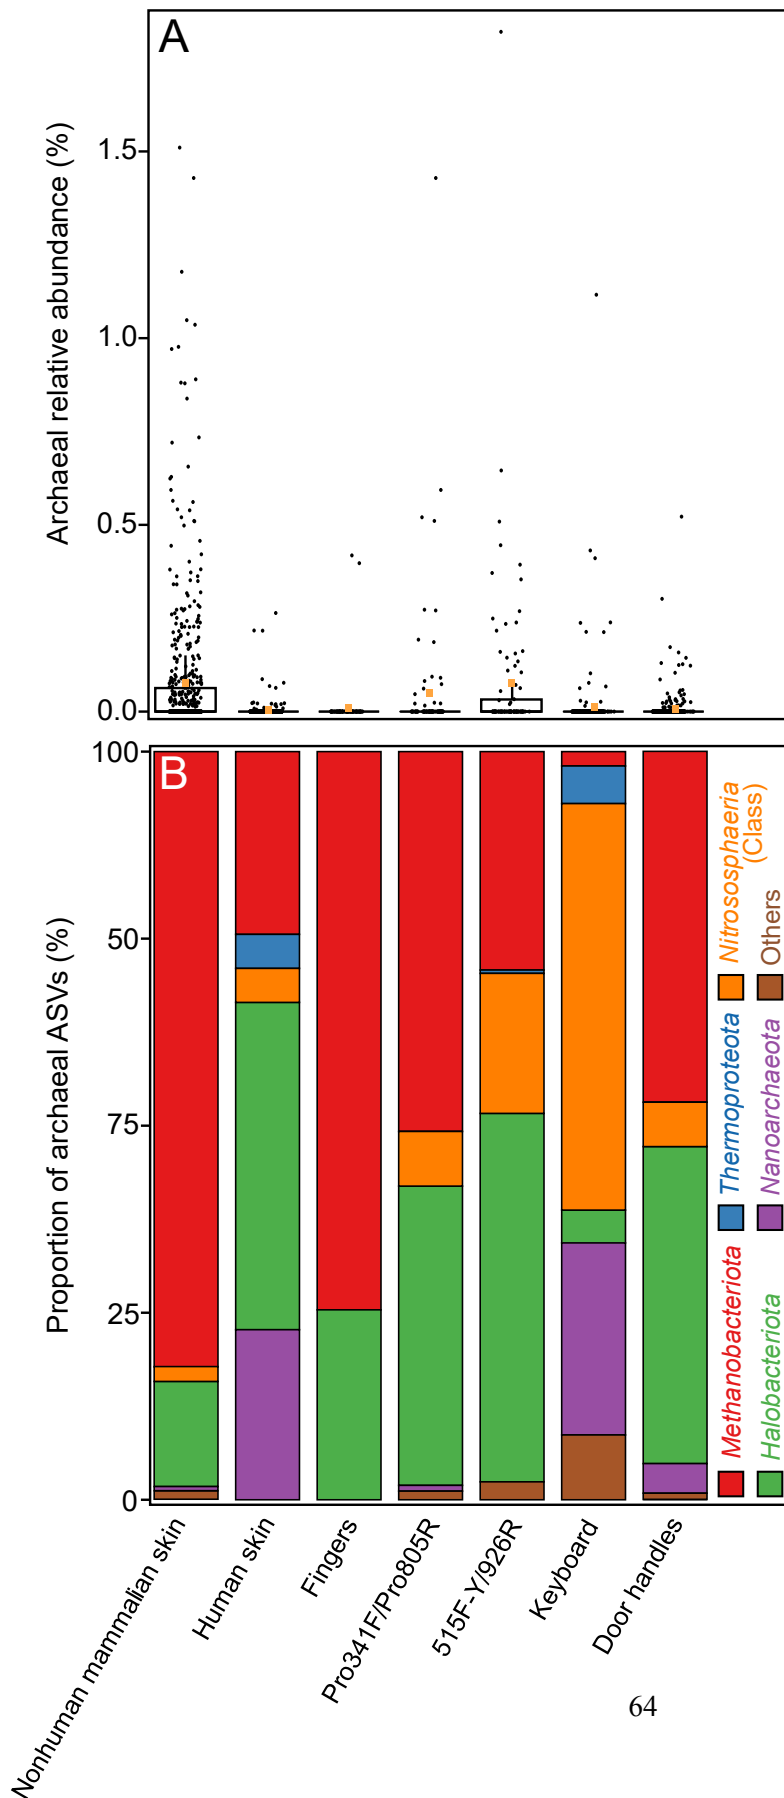 A
Archaeal relative abundance (%)
1.5
1.0
0.5
0.0
B
Proportion of archaeal ASVs (%)
100
50
75
25
0
Methanobacteriota
Thermoproteota
Nitrososphaeria
(Class)
Halobacteriota
Nanoarchaeota
Others
Nonhuman mammalian skin
Human skin
Fingers
Pro341F/Pro805R
515F-Y/926R
Keyboard
Door handles
64